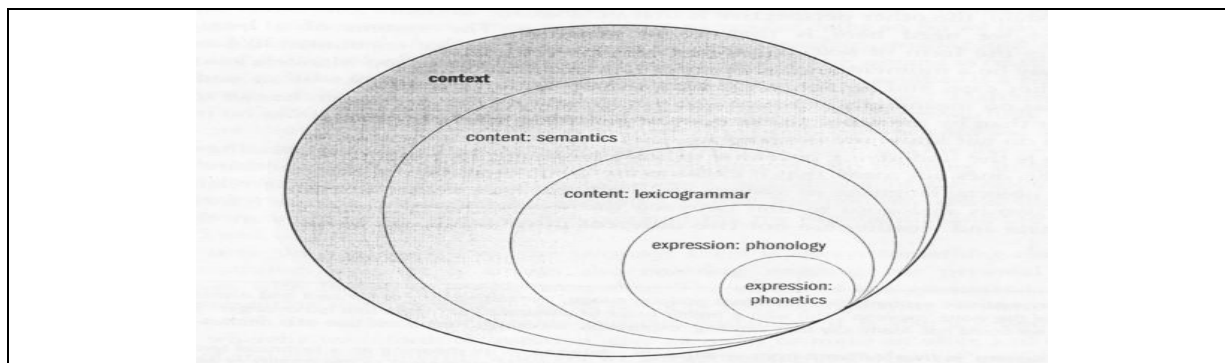 context
content: semantics
content: lexicogrammar
expression: phonology
expression:
phonetics